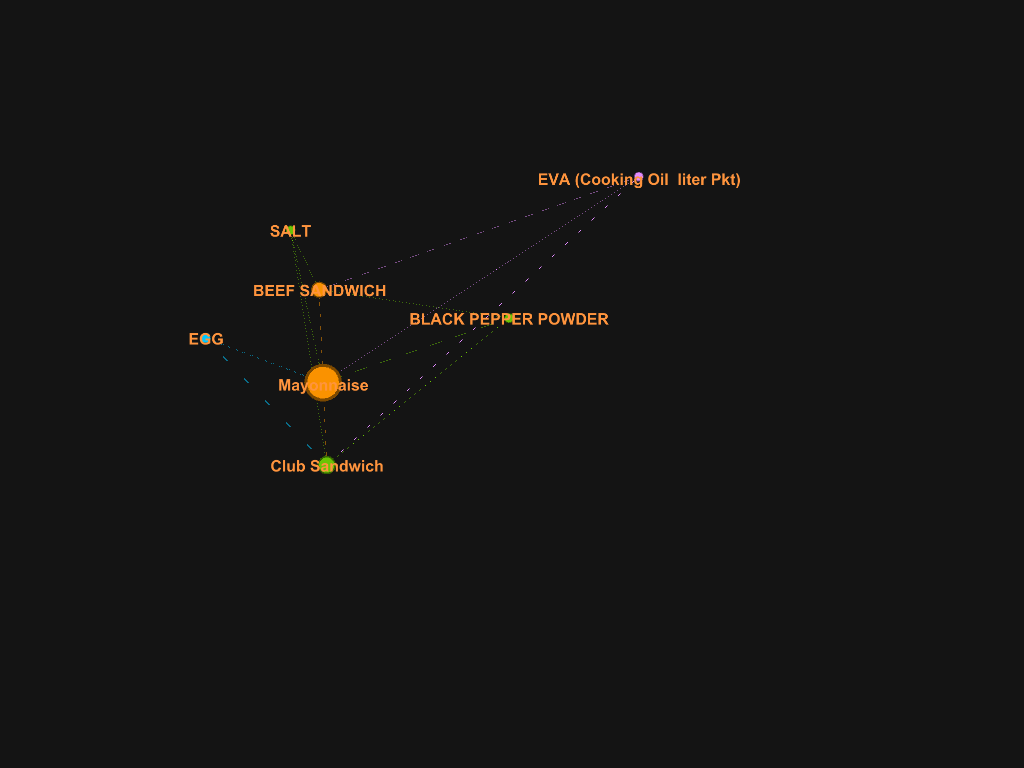 EVA (Cooking Oil  liter Pkt)
SALT
BEEF SANDWICH
BLACK PEPPER POWDER
EGG
Mayonnaise
Club Sandwich